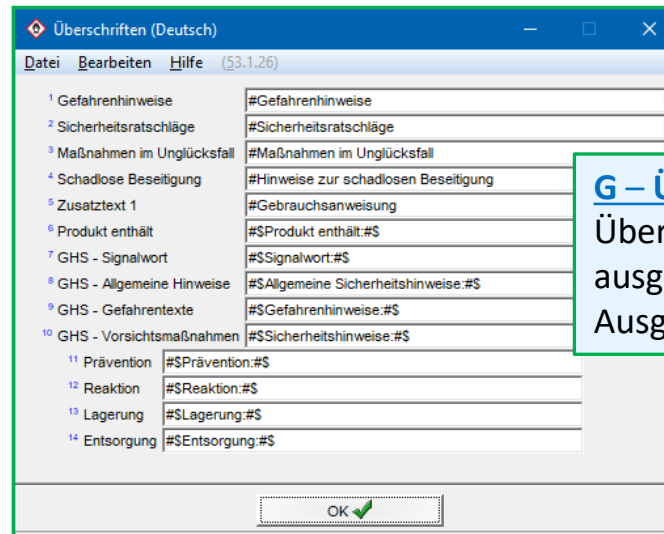 Überschriften (Deutsch)
Datei Bearbeiten Hilfe (53.1.26)
1 Gefahrenhinweise #Gefahrenhinweise
2 Sicherheitsratschläge #Sicherheitsratschläge
3 Maßnahmen im Unglücksfall #Maßnahmen im Unglücksfall
4 Schadlose Beseitigung #Hinweise zur schadlosen Beseitigung
5 Zusatztext 1 #Gebrauchsanweisung
6 Produkt enthält #$Produkt enthält:#$
7 GHS - Signalwort #$Signalwort:#$
8 GHS - Allgemeine Hinweise #$Allgemeine Sicherheitshinweise:#$
9 GHS - Gefahrentexte #$Gefahrenhinweise:#$
10 GHS - Vorsichtsmaßnahmen #$Sicherheitshinweise:#$
11 Prävention #$Prävention:#$
12 Reaktion #$Reaktion:#$
13 Lagerung #$Lagerung:#$
14 Entsorgung #$Entsorgung:#$
OK
G – Ü
Über
ausg
Ausg